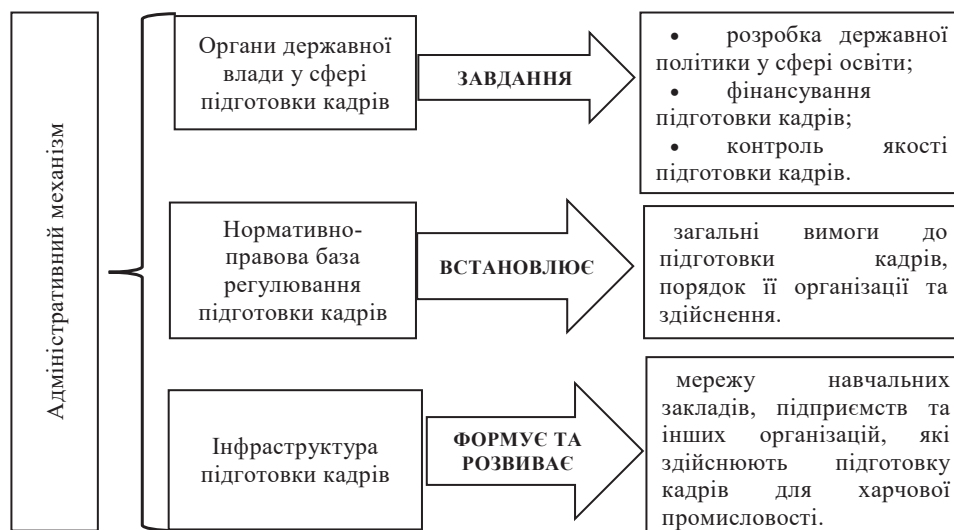 Адміністративний механізм
Органи державної
влади у сфері
підготовки кадрів
ЗАВДАННЯ
• розробка державної
політики у сфері освіти;
• фінансування
підготовки кадрів;
• контроль якості
підготовки кадрів.
Нормативно-
правова база
регулювання
підготовки кадрів
ВСТАНОВЛЮЄ
загальні вимоги до
підготовки кадрів,
порядок її організації та
здійснення.
Інфраструктура
підготовки кадрів
ФОРМУЄ ТА
РОЗВИВАЄ
мережу навчальних
закладів, підприємств та
інших організацій, які
здійснюють підготовку
кадрів для харчової
промисловості.